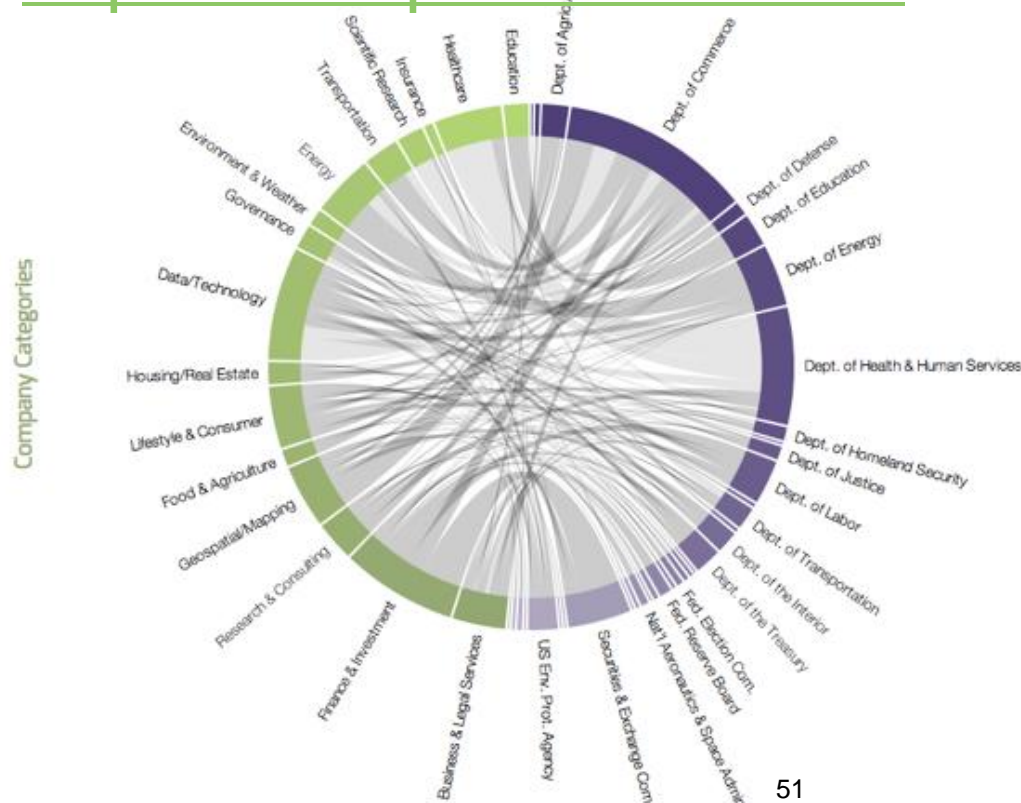 Company Categories
Education
Healthcare
Insurance
Scientific Research
Transportation
Energy
Environment & Weather
Governance
Data/Technology
Housing/Real Estate
Lifestyle & Consumer
Food & Agriculture
Geospatial/Mapping
Research & Consulting
Finance & Investment
Business & Legal Services
Dept. of Agric
Dept. of Commerce
Dept. of Defense
Dept. of Education
Dept. of Energy
Dept. of Health & Human Services
Dept. of Homeland Security
Dept. of Justice
Dept. of Labor
Dept. of Transportation
Dept. of the Interior
Dept. of the Treasury
Fed. Election Com.
Fed. Reserve Board
Nat'l Aeronautics & Space Admin
Securities & Exchange Com
US Env. Prot. Agency
51